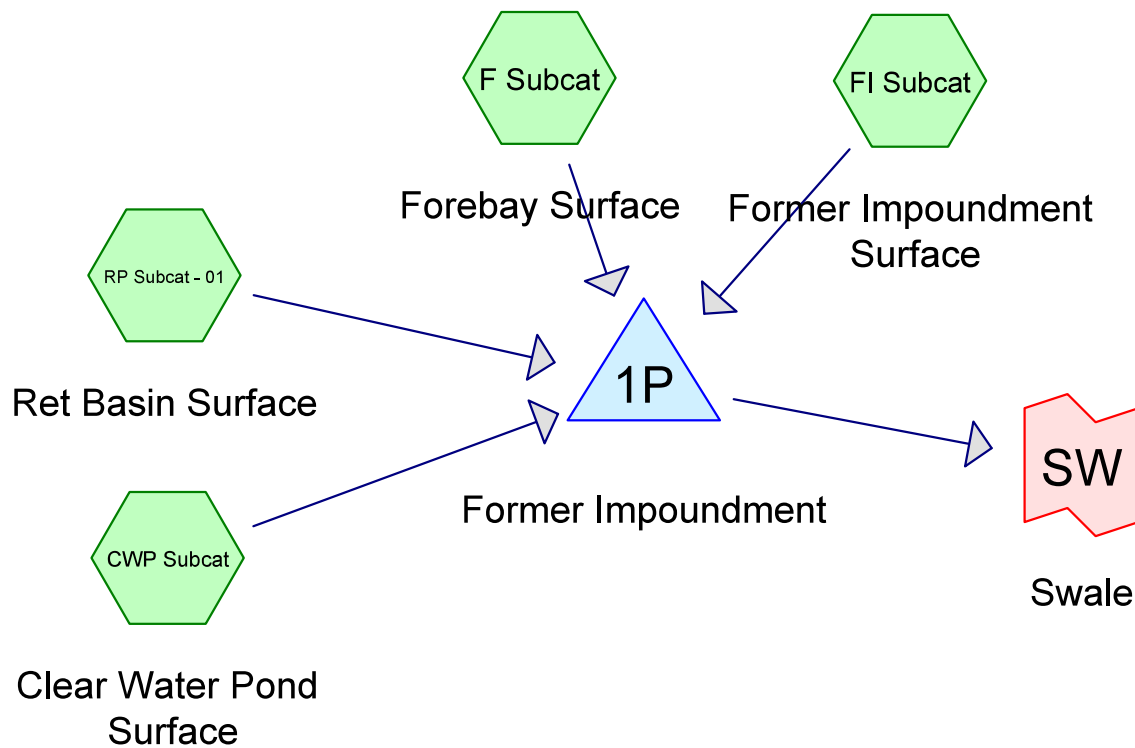 F Subcat
FI Subcat
Forebay Surface
Former Impoundment
Surface
RP Subcat - 01
Ret Basin Surface
1P
Former Impoundment
SW
Swale
CWP Subcat
Clear Water Pond
Surface